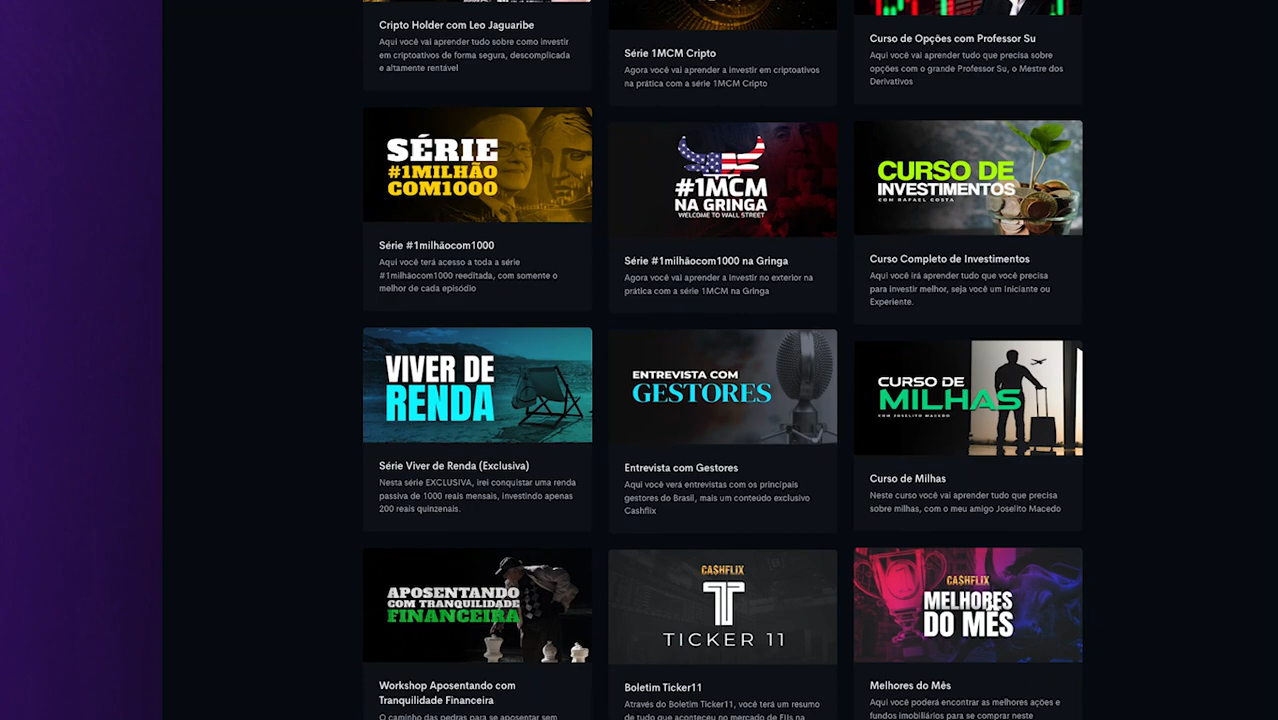 Cripto Holder com Leo Jaguaribe
Aqui você vai aprender tudo sobre como investir
em criptoativos de forma segura, descomplicada
e altamente rentável
Série 1MCM Cripto
Agora você vai aprender a investir em criptoativos
na prática com a série 1MCM Cripto
Curso de Opções com Professor Su
Aqui você vai aprender tudo que precisa sobre
opções com o grande Professor Su, o Mestre dos
Derivativos
SÉRIE
#1MILHÃO
COM1000
Série #1milhãocom1000
Aqui você terá acesso a toda a série
#1milhãocom1000 reeditada, com somente o
melhor de cada episódio
#1MCM
NA GRINGA
WELCOME TO WALL STREET
Série #1milhãocom1000 na Gringa
Agora você vai aprender a investir no exterior na
prática com a série 1MCM na Gringa
CURSO DE
INVESTIMENTOS
COM RAFAEL COSTA
Curso Completo de Investimentos
Aqui você irá aprender tudo que você precisa
para investir melhor, seja você um Iniciante ou
Experiente.
VIVER DE
RENDA
Série Viver de Renda (Exclusiva)
Nesta série EXCLUSIVA, irei conquistar uma renda
passiva de 1000 reais mensais, investindo apenas
200 reais quinzenais.
ENTREVISTA COM
GESTORES
Entrevista com Gestores
Aqui você verá entrevistas com os principais
gestores do Brasil, mais um conteúdo exclusivo
Cashflix
CURSO DE
MILHAS
COM JOSELITO MACEDO
Curso de Milhas
Neste curso você vai aprender tudo que precisa
sobre milhas, com o meu amigo Joselito Macedo
APOSENTANDO
COM TRANQUILIDADE
FINANCEIRA
Workshop Aposentando com
Tranquilidade Financeira
O caminho das pedras para se aposentar sem
CA$HFLIX
T
TICKER 11
Boletim Ticker11
Através do Boletim Ticker11, você terá um resumo
de tudo que aconteceu no mercado de FIIs na
CA$HFLIX
MELHORES
DO MÊS
Melhores do Mês
Aqui você poderá encontrar as melhores ações e
fundos imobiliários para se comprar neste